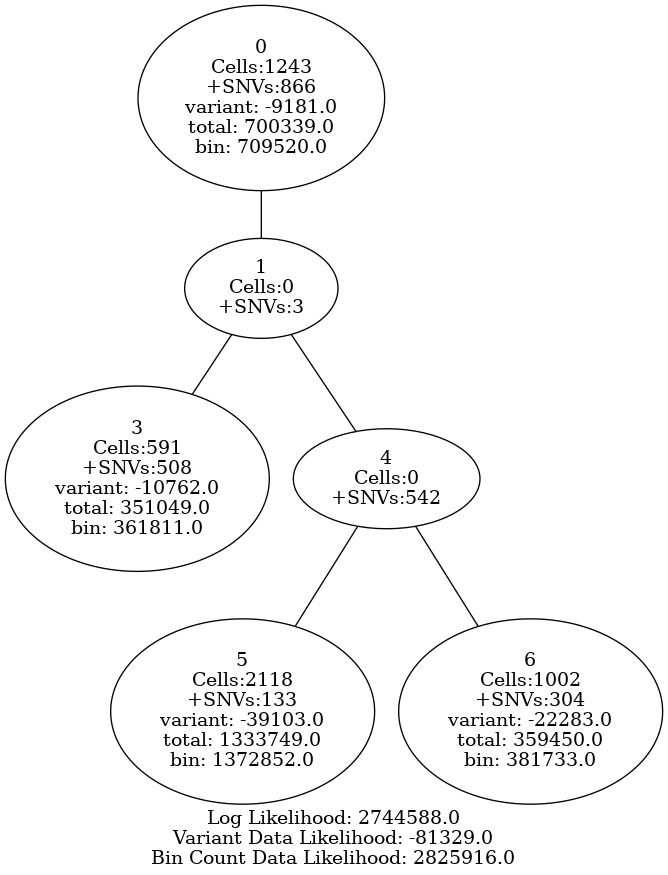 0
Cells:1243
+SNVs:866
variant: -9181.0
total: 700339.0
bin: 709520.0
1
Cells:0
+SNVs:3
3
Cells:591
+SNVs:508
variant: -10762.0
total: 351049.0
bin: 361811.0
4
Cells:0
+SNVs:542
5
Cells:2118
+SNVs:133
variant: -39103.0
total: 1333749.0
bin: 1372852.0
6
Cells:1002
+SNVs:304
variant: -22283.0
total: 359450.0
bin: 381733.0
Log Likelihood: 2744588.0
Variant Data Likelihood: -81329.0
Bin Count Data Likelihood: 2825916.0